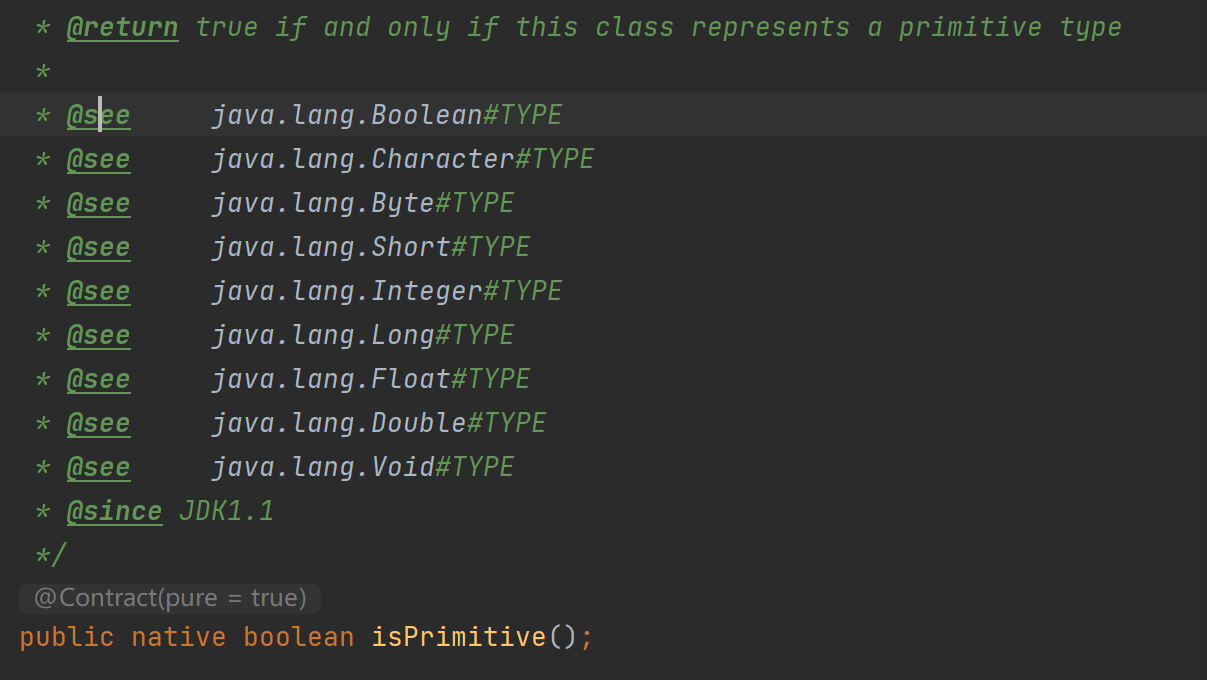 * @return true if and only if this class represents a primitive type
*
* @see     java.lang.Boolean#TYPE
* @see     java.lang.Character#TYPE
* @see     java.lang.Byte#TYPE
* @see     java.lang.Short#TYPE
* @see     java.lang.Integer#TYPE
* @see     java.lang.Long#TYPE
* @see     java.lang.Float#TYPE
* @see     java.lang.Double#TYPE
* @see     java.lang.Void#TYPE
* @since JDK1.1
*/
@Contract(pure = true)
public native boolean isPrimitive();